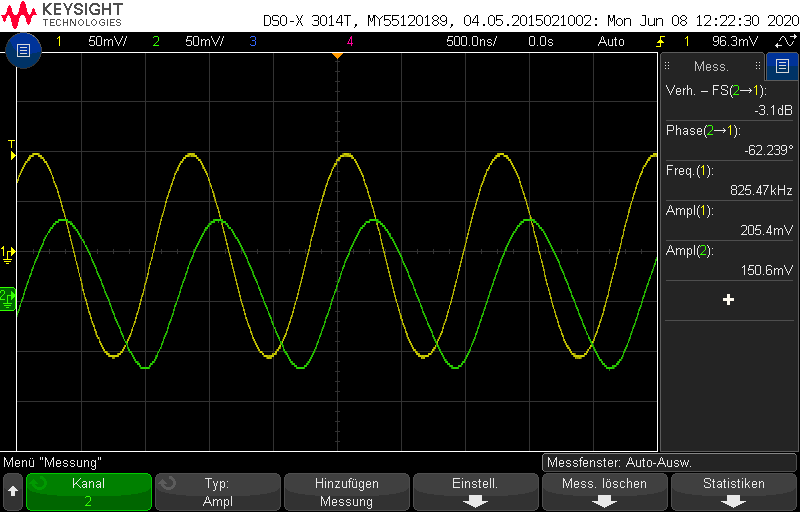 KEYSIGHT
TECHNOLOGIES
DSO-X 3014T, MY55120189, 04.05.2015021002: Mon Jun 08 12:22:30 2020
1 50mV/ 2 50mV/ 3 4 500.0ns/ 0.0s Auto 1 96.3mV
Mess.
Verh. – FS(2→1):
-3.1dB
Phase(2→1):
-62.239°
Freq.(1):
825.47kHz
Ampl(1):
205.4mV
Ampl(2):
150.6mV
T
1
2
Menü "Messung"
Messfenster: Auto-Ausw.
Kanal
2
Typ:
Ampl
Hinzufügen
Messung
Einstell.
Mess. löschen
Statistiken